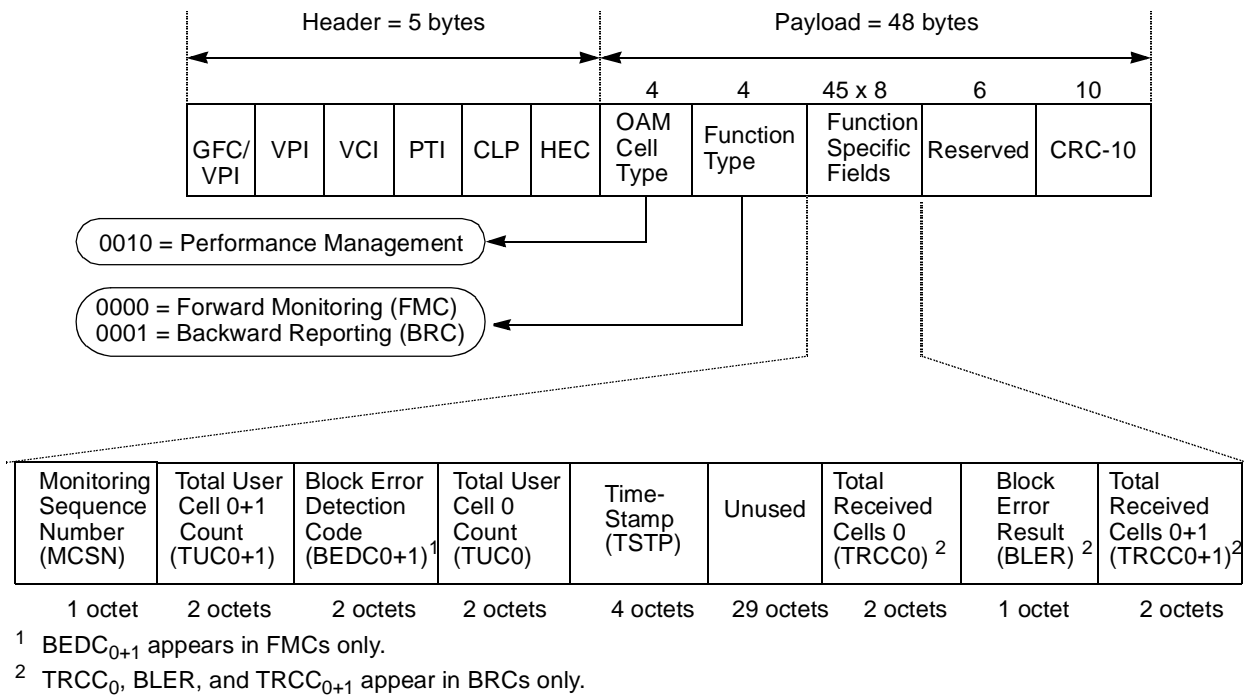 Header = 5 bytes
Payload = 48 bytes
4
4
45 x 8
6
10
GFC/
VPI
VPI
VCI
PTI
CLP
HEC
OAM
Cell
Type
Function
Type
Function
Specific
Fields
Reserved
CRC-10
0010 = Performance Management
0000 = Forward Monitoring (FMC)
0001 = Backward Reporting (BRC)
Monitoring
Sequence
Number
(MCSN)
Total User
Cell 0+1
Count
(TUC0+1)
Block Error
Detection
Code
(BEDC0+1)1
Total User
Cell 0
Count
(TUC0)
Time-
Stamp
(TSTP)
Unused
Total
Received
Cells 0
(TRCC0) 2
Block
Error
Result
(BLER) 2
Total
Received
Cells 0+1
(TRCC0+1)2
1 octet
2 octets
2 octets
2 octets
4 octets
29 octets
2 octets
1 octet
2 octets
1 BEDC0+1 appears in FMCs only.
2 TRCC0, BLER, and TRCC0+1 appear in BRCs only.